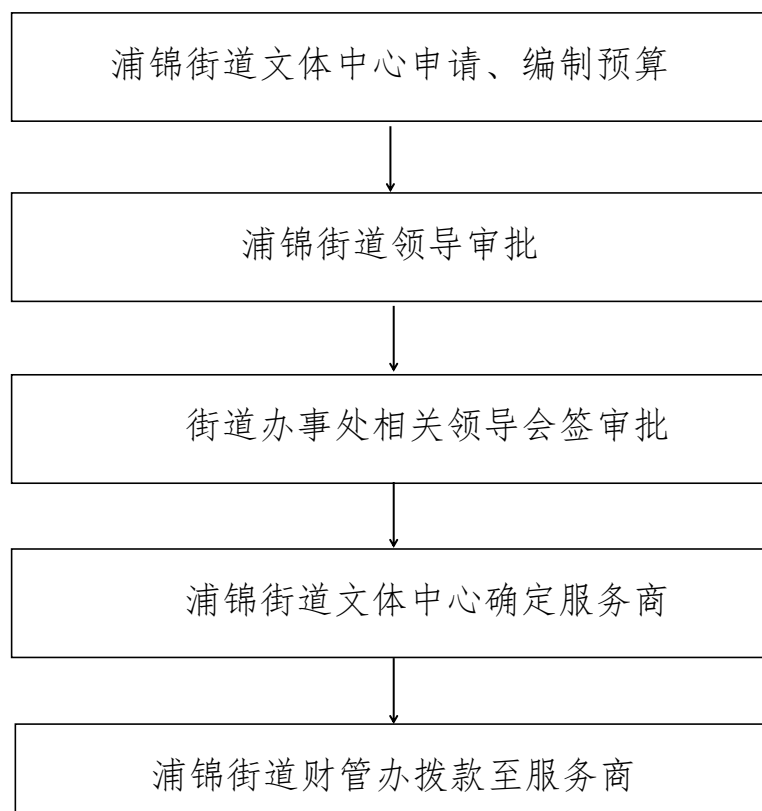 浦锦街道文体中心申请、编制预算
浦锦街道领导审批
街道办事处相关领导会签审批
浦锦街道文体中心确定服务商
浦锦街道财管办拨款至服务商